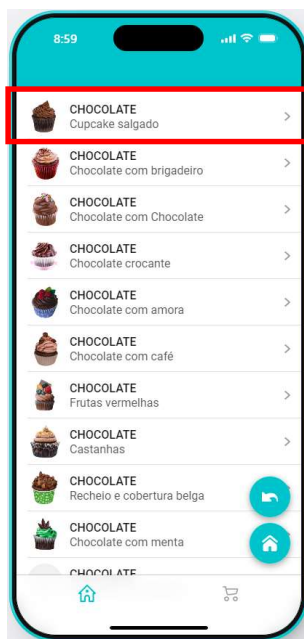 8:59
CHOCOLATE
Cupcake salgado
CHOCOLATE
Chocolate com brigadeiro
CHOCOLATE
Chocolate com Chocolate
CHOCOLATE
Chocolate crocante
CHOCOLATE
Chocolate com amora
CHOCOLATE
Chocolate com café
CHOCOLATE
Frutas vermelhas
CHOCOLATE
Castanhas
CHOCOLATE
Recheio e cobertura belga
CHOCOLATE
Chocolate com menta
CHOCOLATE